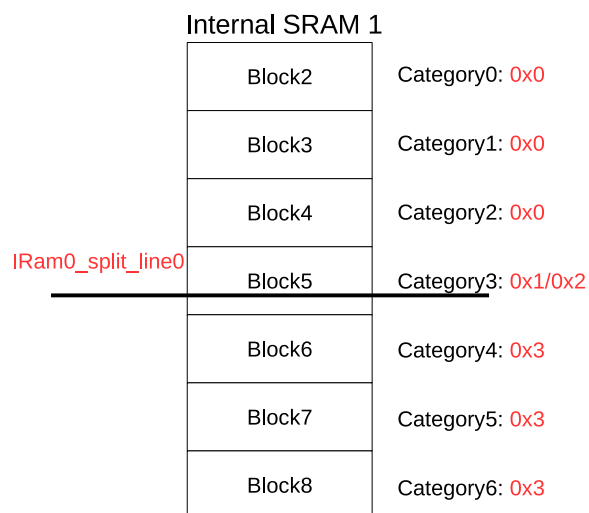 Internal SRAM 1
Block2 Category0: 0x0
Block3 Category1: 0x0
Block4 Category2: 0x0
IRam0_split_line0
Block5 Category3: 0x1/0x2
Block6 Category4: 0x3
Block7 Category5: 0x3
Block8 Category6: 0x3